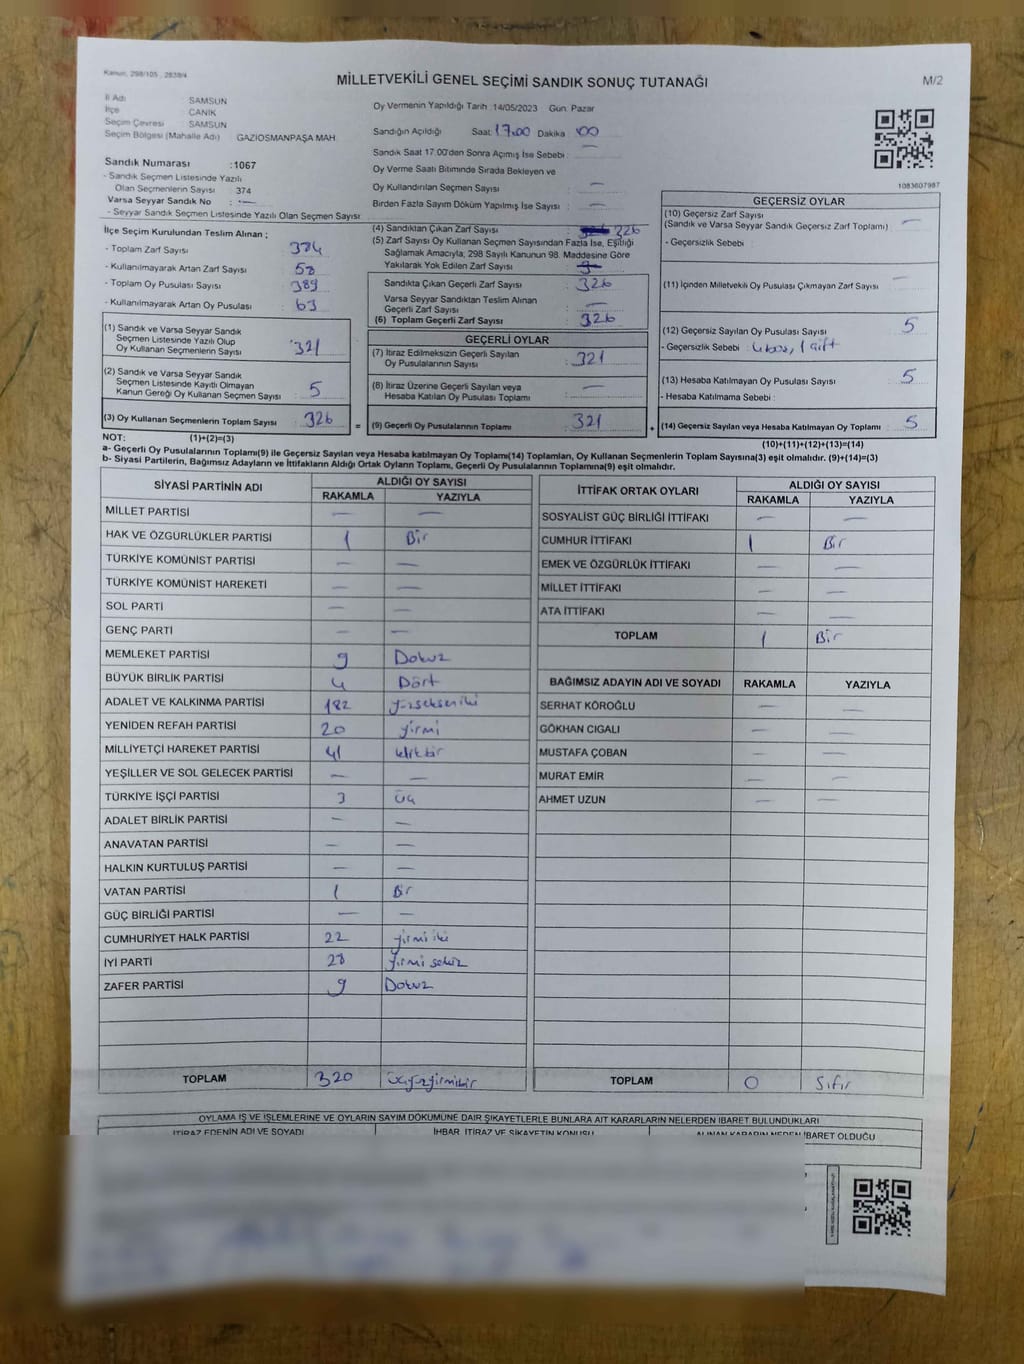 Kanun, 298/105 , 2839/4
MİLLETVEKİLİ GENEL SEÇİMİ SANDIK SONUÇ TUTANAĞI
M/2
İl Adı : SAMSUN
İlçe : CANİK
Seçim Çevresi : SAMSUN
Seçim Bölgesi (Mahalle Adı) : GAZİOSMANPAŞA MAH.
Sandık Numarası :1067
- Sandık Seçmen Listesinde Yazılı
Olan Seçmenlerin Sayısı : 374
Varsa Seyyar Sandık No : —
- Seyyar Sandık Seçmen Listesinde Yazılı Olan Seçmen Sayısı
Oy Vermenin Yapıldığı Tarih 14/05/2023 Gün: Pazar
Sandığın Açıldığı Saat 17:00 Dakika :00
Sandık Saat 17:00'den Sonra Açımış İse Sebebi : —
Oy Verme Saati Bitiminde Sırada Bekleyen ve
Oy Kullandırılan Seçmen Sayısı : —
Birden Fazla Sayım Döküm Yapılmış İse Sayısı : —
1083607987
İlçe Seçim Kurulundan Teslim Alınan ;
- Toplam Zarf Sayısı : 384
- Kullanılmayarak Artan Zarf Sayısı : 58
- Toplam Oy Pusulası Sayısı : 389
- Kullanılmayarak Artan Oy Pusulası : 63
(1) Sandık ve Varsa Seyyar Sandık
Seçmen Listesinde Yazılı Olup
Oy Kullanan Seçmenlerin Sayısı : 321
(2) Sandık ve Varsa Seyyar Sandık
Seçmen Listesinde Kayıtlı Olmayan
Kanun Gereği Oy Kullanan Seçmen Sayısı : 5
(3) Oy Kullanan Seçmenlerin Toplam Sayısı : 326
(4) Sandıktan Çıkan Zarf Sayısı : 326
(5) Zarf Sayısı Oy Kullanan Seçmen Sayısından Fazla İse, Eşitliği
Sağlamak Amacıyla; 298 Sayılı Kanunun 98. Maddesine Göre
Yakılarak Yok Edilen Zarf Sayısı
Sandıkta Çıkan Geçerli Zarf Sayısı : 326
Varsa Seyyar Sandıktan Teslim Alınan
Geçerli Zarf Sayısı : —
(6) Toplam Geçerli Zarf Sayısı : 326
GEÇERLİ OYLAR
(7) İtiraz Edilmeksizin Geçerli Sayılan
Oy Pusulalarının Sayısı : 321
(8) İtiraz Üzerine Geçerli Sayılan veya
Hesaba Katılan Oy Pusulası Toplamı : —
= (9) Geçerli Oy Pusulalarının Toplamı : 321
GEÇERSİZ OYLAR
(10) Geçersiz Zarf Sayısı
(Sandık ve Varsa Seyyar Sandık Geçersiz Zarf Toplamı) : —
- Geçersizlik Sebebi :
(11) İçinden Milletvekili Oy Pusulası Çıkmayan Zarf Sayısı : —
(12) Geçersiz Sayılan Oy Pusulası Sayısı : 5
- Geçersizlik Sebebi : 4 boş, 1 çift
(13) Hesaba Katılmayan Oy Pusulası Sayısı : 5
- Hesaba Katılmama Sebebi :
+ (14) Geçersiz Sayılan veya Hesaba Katılmayan Oy Toplamı : 5
NOT: (1)+(2)=(3)
(10)+(11)+(12)+(13)=(14)
a- Geçerli Oy Pusulalarının Toplamı(9) ile Geçersiz Sayılan veya Hesaba katılmayan Oy Toplamı(14) Toplamları, Oy Kullanan Seçmenlerin Toplam Sayısına(3) eşit olmalıdır. (9)+(14)=(3)
b- Siyasi Partilerin, Bağımsız Adayların ve İttifakların Aldığı Ortak Oyların Toplamı, Geçerli Oy Pusulalarının Toplamına(9) eşit olmalıdır.
SİYASİ PARTİNİN ADI ALDIĞI OY SAYISI
RAKAMLA YAZIYLA
MİLLET PARTİSİ — —
HAK VE ÖZGÜRLÜKLER PARTİSİ 1 Bir
TÜRKİYE KOMÜNİST PARTİSİ — —
TÜRKİYE KOMÜNİST HAREKETİ — —
SOL PARTİ — —
GENÇ PARTİ — —
MEMLEKET PARTİSİ 9 Dokuz
BÜYÜK BİRLİK PARTİSİ 4 Dört
ADALET VE KALKINMA PARTİSİ 182 yüzsekseniki
YENİDEN REFAH PARTİSİ 20 yirmi
MİLLİYETÇİ HAREKET PARTİSİ 41 kırkbir
YEŞİLLER VE SOL GELECEK PARTİSİ — —
TÜRKİYE İŞÇİ PARTİSİ 3 üç
ADALET BİRLİK PARTİSİ — —
ANAVATAN PARTİSİ — —
HALKIN KURTULUŞ PARTİSİ — —
VATAN PARTİSİ 1 Bir
GÜÇ BİRLİĞİ PARTİSİ — —
CUMHURİYET HALK PARTİSİ 22 yirmi iki
İYİ PARTİ 28 yirmi sekiz
ZAFER PARTİSİ 9 Dokuz
TOPLAM 320 üçyüzyirmibir
İTTİFAK ORTAK OYLARI ALDIĞI OY SAYISI
RAKAMLA YAZIYLA
SOSYALİST GÜÇ BİRLİĞİ İTTİFAKI — —
CUMHUR İTTİFAKI 1 Bir
EMEK VE ÖZGÜRLÜK İTTİFAKI — —
MİLLET İTTİFAKI — —
ATA İTTİFAKI — —
TOPLAM 1 Bir
BAĞIMSIZ ADAYIN ADI VE SOYADI RAKAMLA YAZIYLA
SERHAT KÖROĞLU — —
GÖKHAN CIGALI — —
MUSTAFA ÇOBAN — —
MURAT EMİR — —
AHMET UZUN — —
TOPLAM 0 Sıfır
OYLAMA İŞ VE İŞLEMLERİNE VE OYLARIN SAYIM DÖKÜMÜNE DAİR ŞİKAYETLERLE BUNLARA AİT KARARLARIN NELERDEN İBARET BULUNDUKLARI
İTİRAZ EDENİN ADI VE SOYADI İHBAR, İTİRAZ VE ŞİKAYETİN KONUSU ALINAN KARARIN NEDEN İBARET OLDUĞU